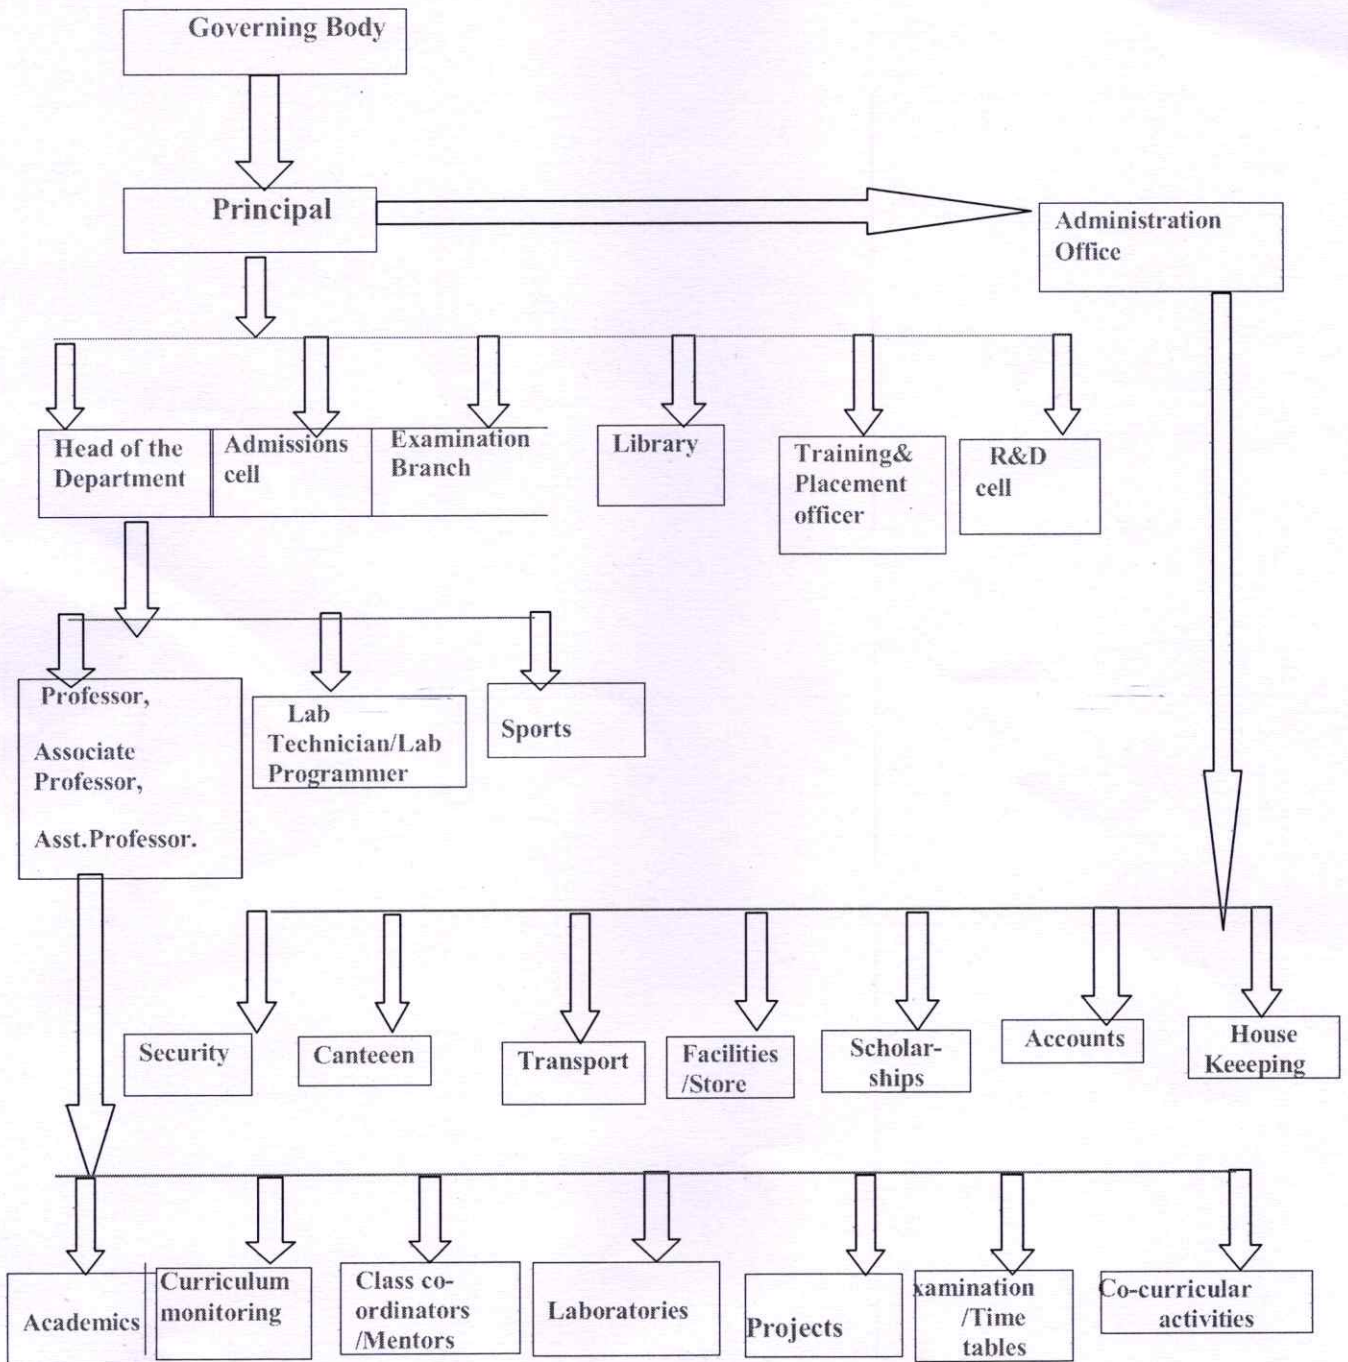 Governing Body
Principal
Administration
Office
Head of the
Department
Admissions
cell
Examination
Branch
Library
Training&
Placement
officer
R&D
cell
Professor,
Associate
Professor,
Asst.Professor.
Lab
Technician/Lab
Programmer
Sports
Security
Canteeen
Transport
Facilities
/Store
Scholar-
ships
Accounts
House
Keeeping
Academics
Curriculum
monitoring
Class co-
ordinators
/Mentors
Laboratories
Projects
xamination
/Time
tables
Co-curricular
activities